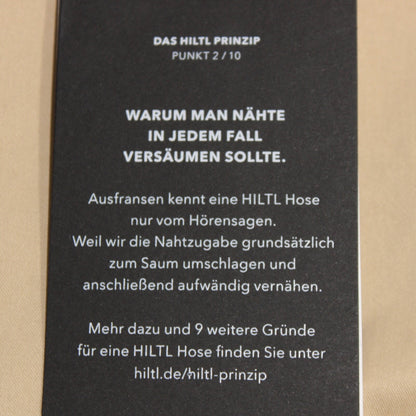 DAS HILTL PRINZIP
PUNKT 2 / 10
WARUM MAN NÄHTE
IN JEDEM FALL
VERSÄUMEN SOLLTE.
Ausfransen kennt eine HILTL Hose
nur vom Hörensagen.
Weil wir die Nahtzugabe grundsätzlich
zum Saum umschlagen und
anschließend aufwändig vernähen.
Mehr dazu und 9 weitere Gründe
für eine HILTL Hose finden Sie unter
hiltl.de/hiltl-prinzip